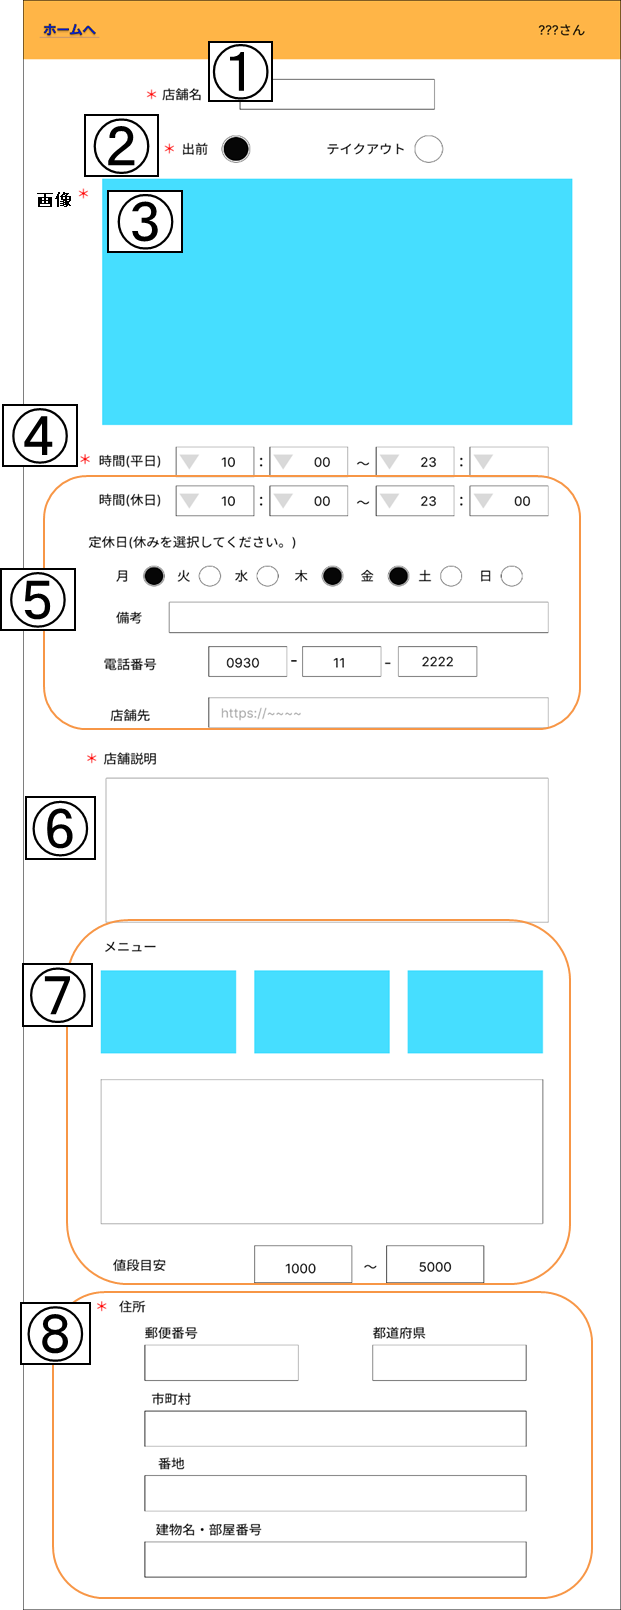 ホームへ ???さん
① * 店舗名
② * 出前 テイクアウト
画像 *
③
④ * 時間(平日) 10 : 00 ～ 23 :
時間(休日) 10 : 00 ～ 23 : 00
定休日(休みを選択してください。)
⑤ 月 火 水 木 金 土 日
備考
電話番号 0930 - 11 - 2222
店舗先 https://~~~~
* 店舗説明
⑥
メニュー
⑦
値段目安 1000 ～ 5000
⑧ * 住所
郵便番号 都道府県
市町村
番地
建物名・部屋番号